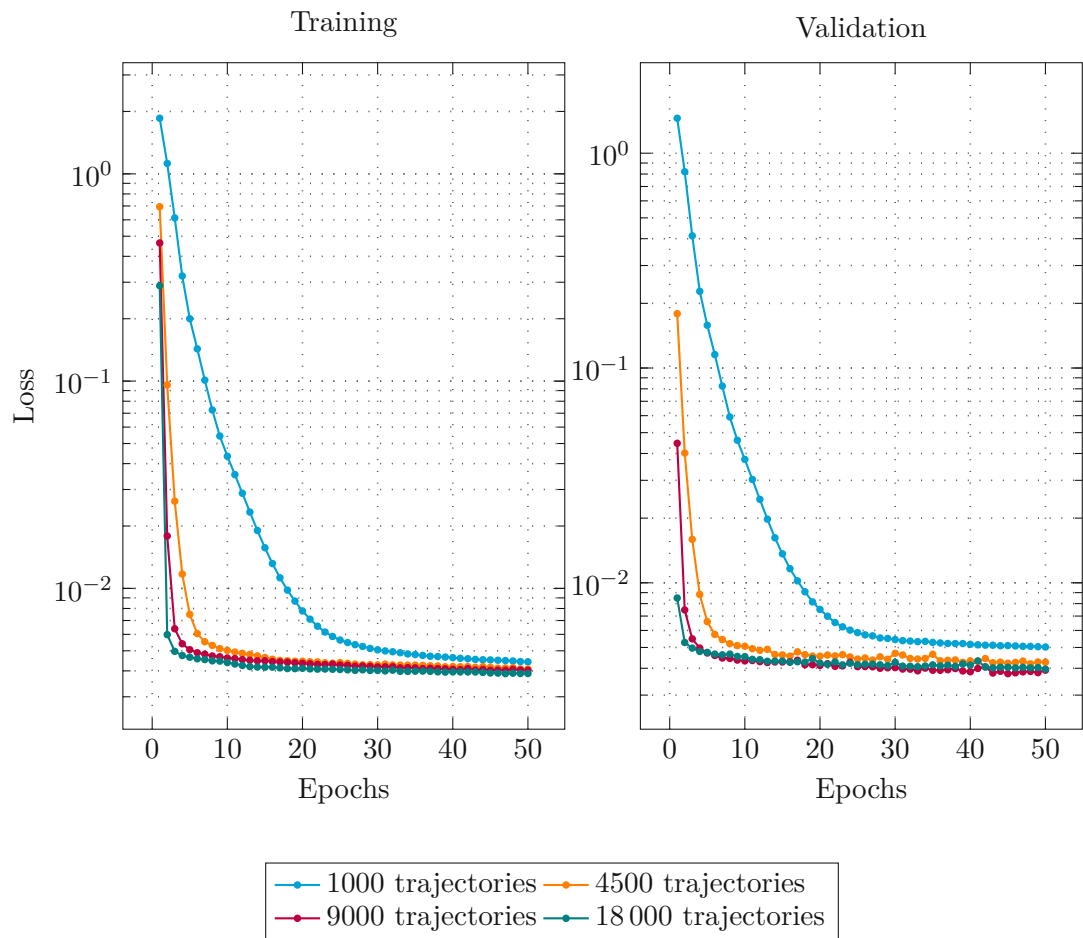 Training
Validation
Loss
10^0
10^-1
10^-2
0 10 20 30 40 50
Epochs
10^0
10^-1
10^-2
0 10 20 30 40 50
Epochs
1000 trajectories 4500 trajectories
9000 trajectories 18 000 trajectories